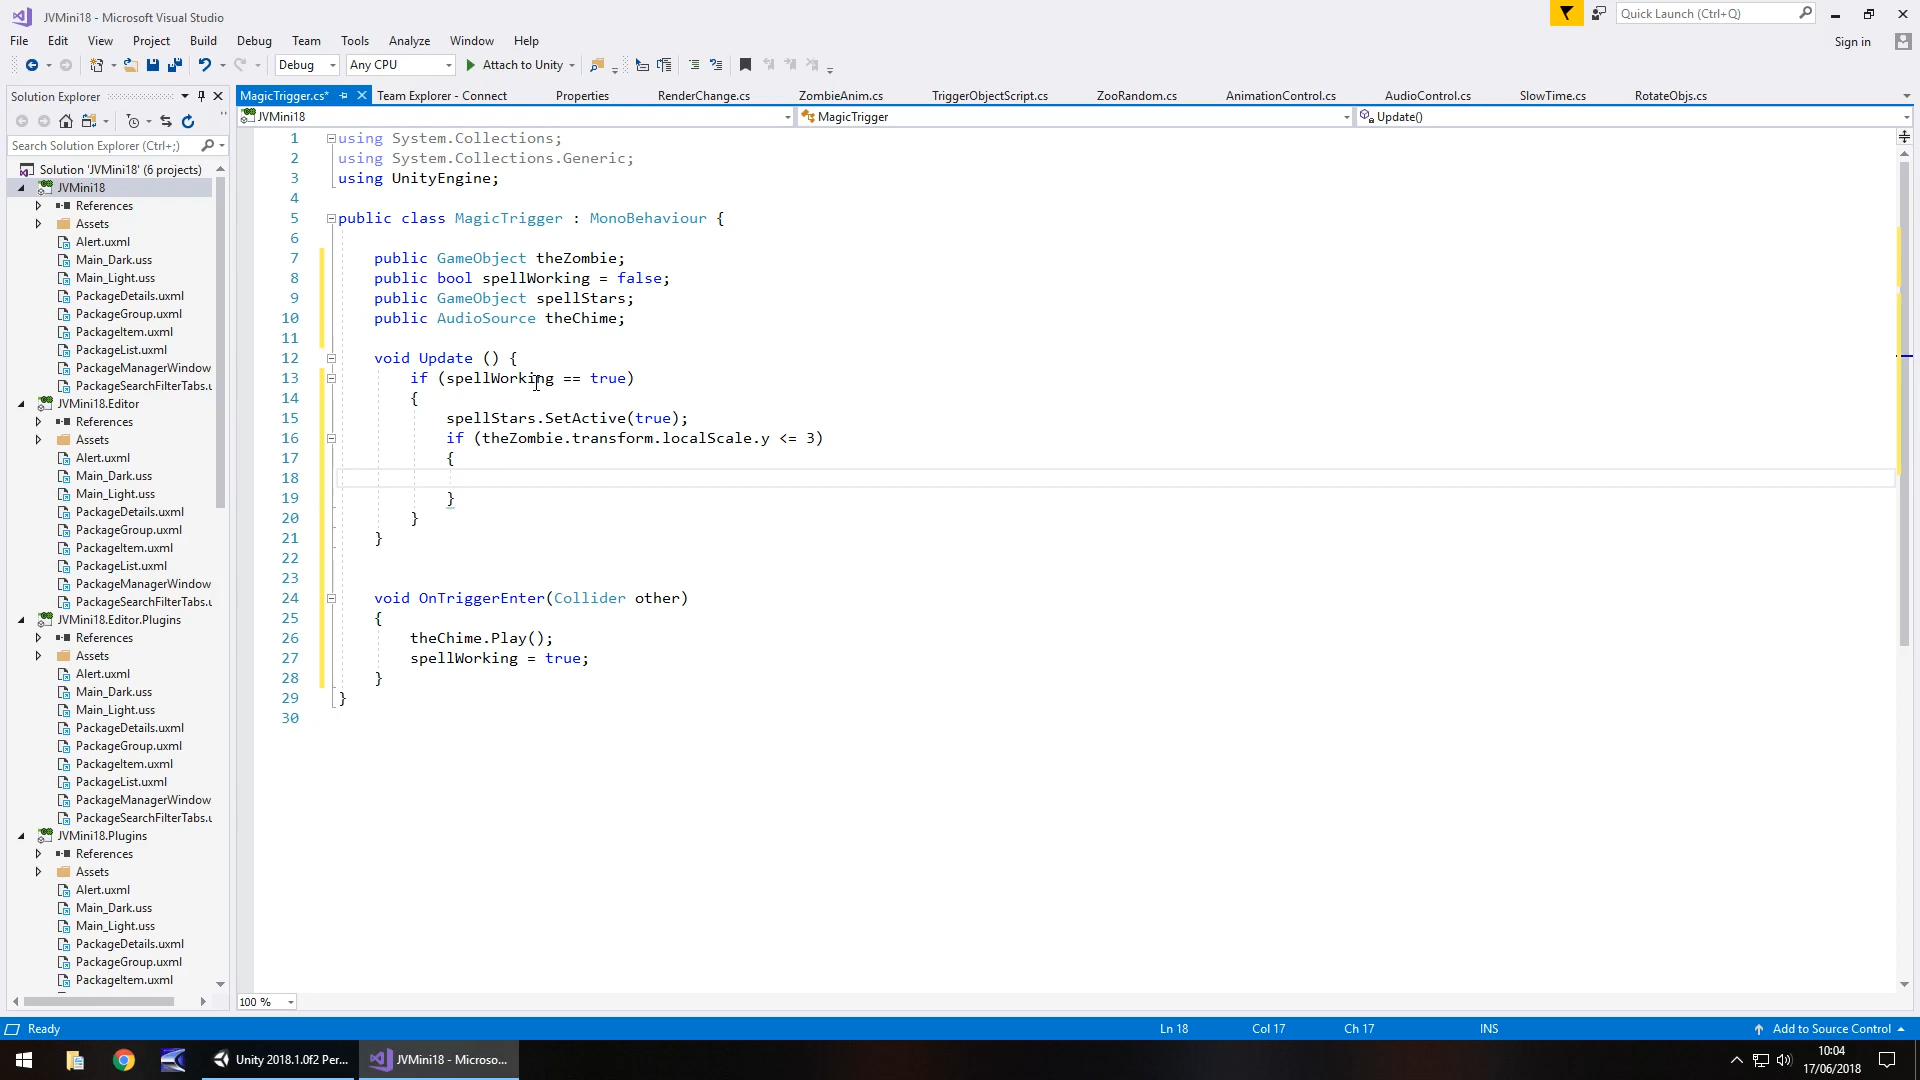 JVMini18 - Microsoft Visual Studio
Quick Launch (Ctrl+Q)
File Edit View Project Build Debug Team Tools Analyze Window Help
Sign in
Debug Any CPU Attach to Unity
Solution Explorer
MagicTrigger.cs* Team Explorer - Connect Properties RenderChange.cs ZombieAnim.cs TriggerObjectScript.cs ZooRandom.cs AnimationControl.cs AudioControl.cs SlowTime.cs RotateObjs.cs
JVMini18 MagicTrigger Update()
Search Solution Explorer (Ctrl+;)
Solution 'JVMini18' (6 projects)
JVMini18
References
Assets
Alert.uxml
Main_Dark.uss
Main_Light.uss
PackageDetails.uxml
PackageGroup.uxml
PackageItem.uxml
PackageList.uxml
PackageManagerWindow
PackageSearchFilterTabs.u
JVMini18.Editor
References
Assets
Alert.uxml
Main_Dark.uss
Main_Light.uss
PackageDetails.uxml
PackageGroup.uxml
PackageItem.uxml
PackageList.uxml
PackageManagerWindow
PackageSearchFilterTabs.u
JVMini18.Editor.Plugins
References
Assets
Alert.uxml
Main_Dark.uss
Main_Light.uss
PackageDetails.uxml
PackageGroup.uxml
PackageItem.uxml
PackageList.uxml
PackageManagerWindow
PackageSearchFilterTabs.u
JVMini18.Plugins
References
Assets
Alert.uxml
Main_Dark.uss
Main_Light.uss
PackageDetails.uxml
PackageGroup.uxml
PackageItem.uxml
1 using System.Collections;
2 using System.Collections.Generic;
3 using UnityEngine;
4
5 public class MagicTrigger : MonoBehaviour {
6
7 public GameObject theZombie;
8 public bool spellWorking = false;
9 public GameObject spellStars;
10 public AudioSource theChime;
11
12 void Update () {
13 if (spellWorking == true)
14 {
15 spellStars.SetActive(true);
16 if (theZombie.transform.localScale.y <= 3)
17 {
18
19 }
20 }
21 }
22
23
24 void OnTriggerEnter(Collider other)
25 {
26 theChime.Play();
27 spellWorking = true;
28 }
29 }
30
100 %
Ready Ln 18 Col 17 Ch 17 INS Add to Source Control
Unity 2018.1.0f2 Per... JVMini18 - Microso...
10:04
17/06/2018